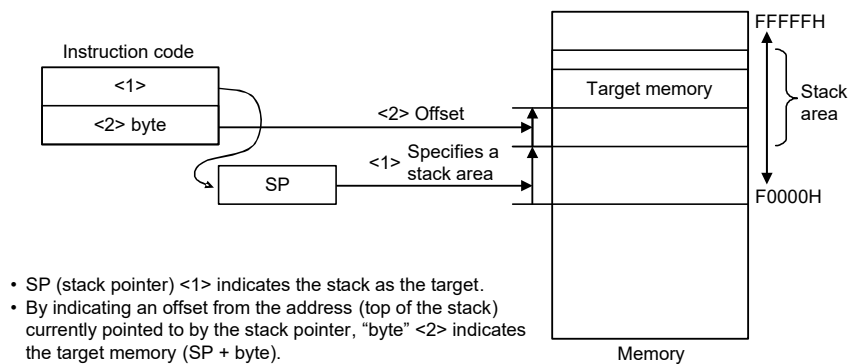 FFFFFH
Instruction code
<1>
<2> byte
Target memory
Stack
area
<2> Offset
<1> Specifies a
stack area
SP
F0000H
• SP (stack pointer) <1> indicates the stack as the target.
• By indicating an offset from the address (top of the stack)
currently pointed to by the stack pointer, “byte” <2> indicates
the target memory (SP + byte).
Memory